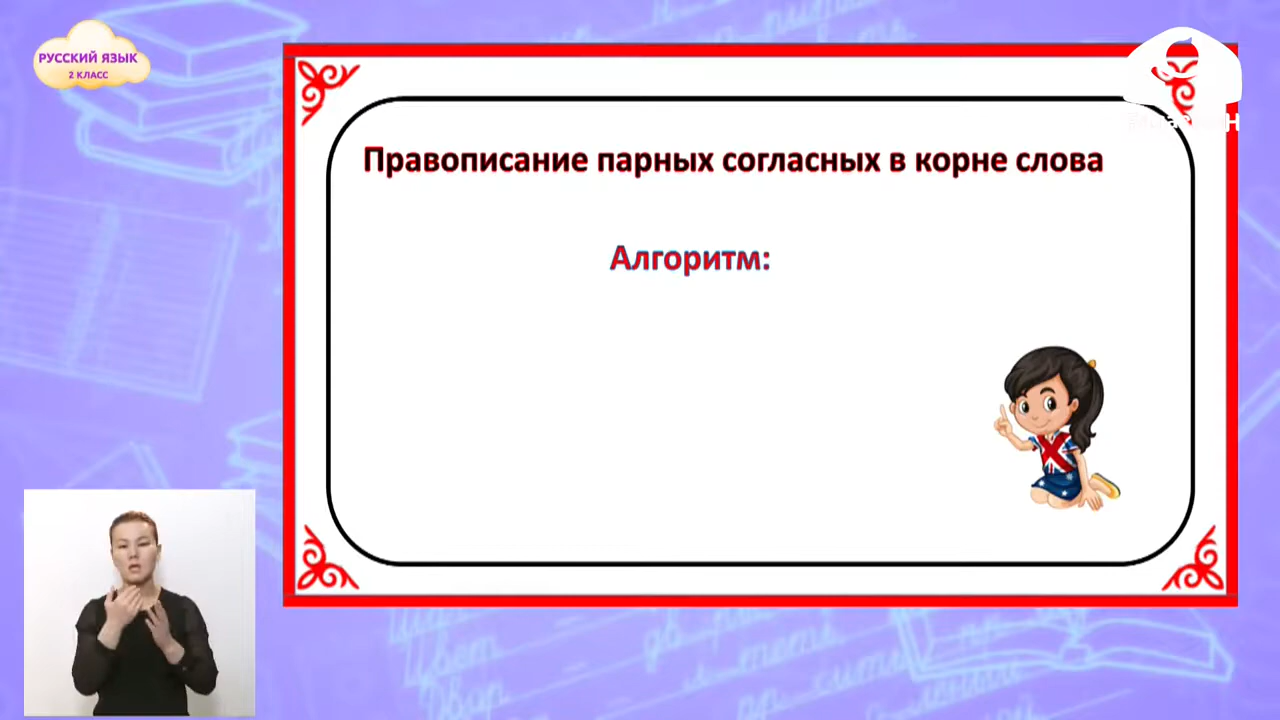 РУССКИЙ ЯЗЫК
2 КЛАСС
Правописание парных согласных в корне слова
Алгоритм: